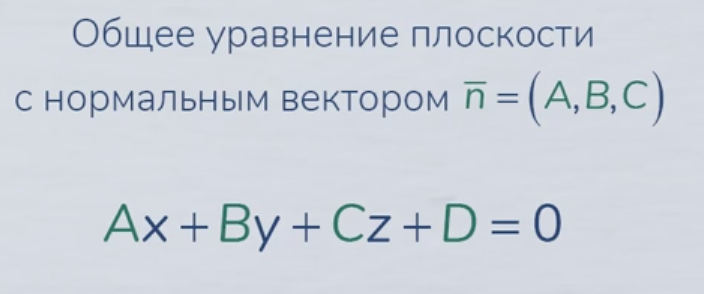 Общее уравнение плоскости
с нормальным вектором n̅ = (A,B,C)
Ax + By + Cz + D = 0